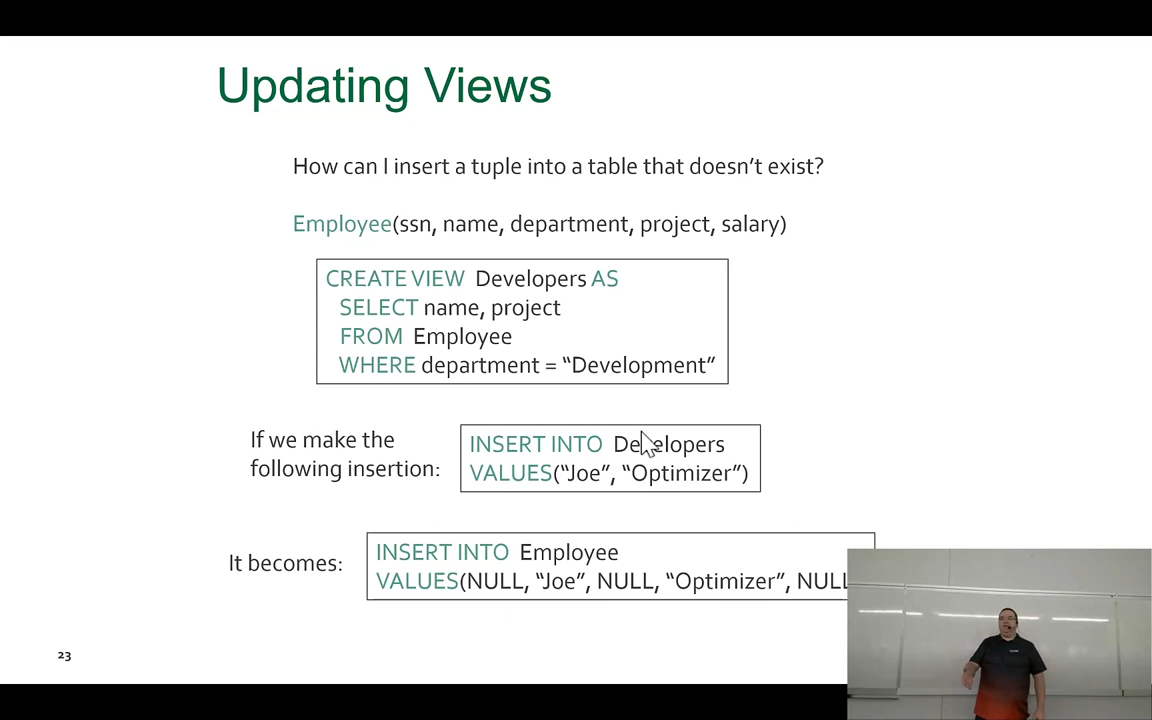 Updating Views
How can I insert a tuple into a table that doesn’t exist?
Employee(ssn, name, department, project, salary)
CREATE VIEW Developers AS
SELECT name, project
FROM Employee
WHERE department = “Development”
If we make the
following insertion:
INSERT INTO Developers
VALUES(“Joe”, “Optimizer”)
It becomes:
INSERT INTO Employee
VALUES(NULL, “Joe”, NULL, “Optimizer”, NULL
23